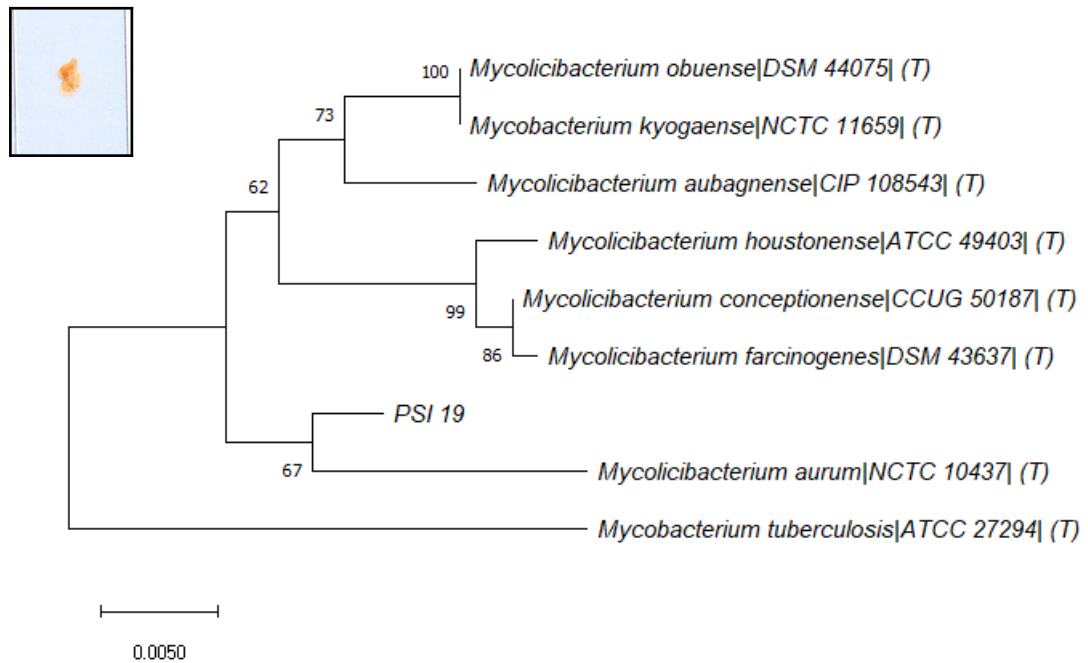 100
Mycolicibacterium obuense|DSM 44075| (T)
73
Mycobacterium kyogaense|NCTC 11659| (T)
Mycolicibacterium aubagnense|CIP 108543| (T)
62
Mycolicibacterium houstonense|ATCC 49403| (T)
99
Mycolicibacterium conceptionense|CCUG 50187| (T)
86
Mycolicibacterium farcinogenes|DSM 43637| (T)
PSI 19
67
Mycolicibacterium aurum|NCTC 10437| (T)
Mycobacterium tuberculosis|ATCC 27294| (T)
0.0050